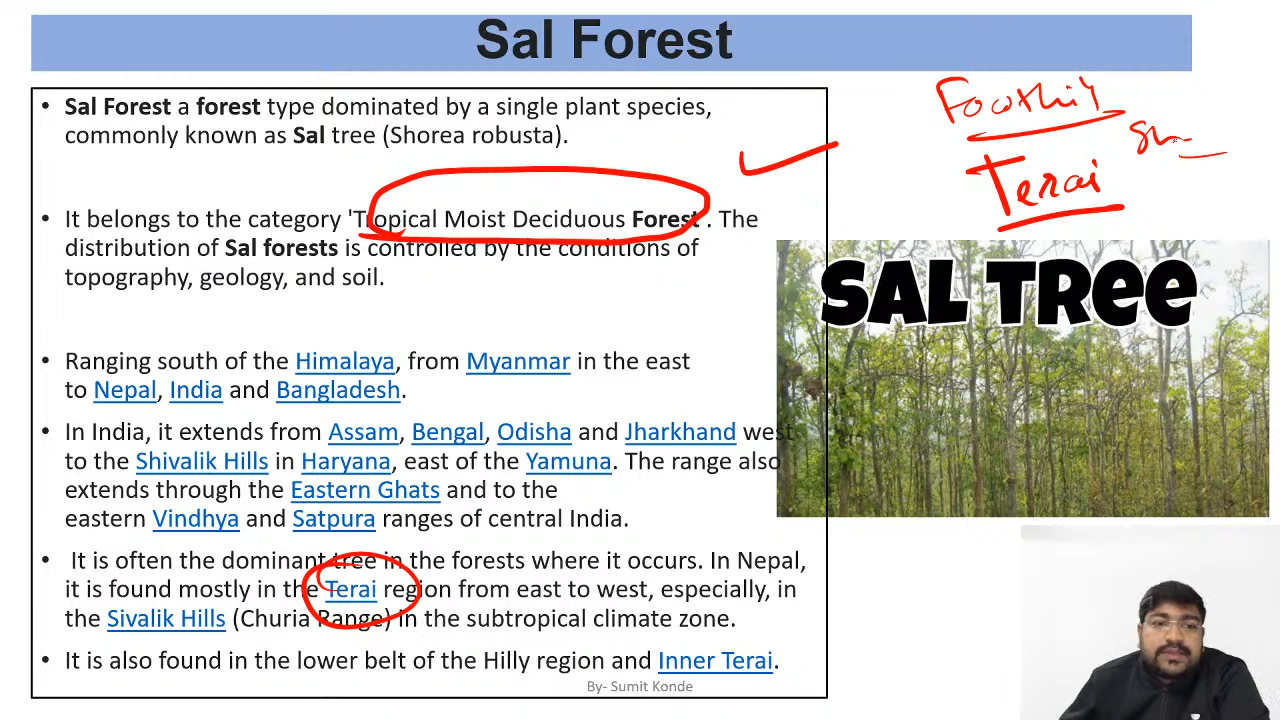 Sal Forest
• Sal Forest a forest type dominated by a single plant species,
commonly known as Sal tree (Shorea robusta).
• It belongs to the category 'Tropical Moist Deciduous Forest'. The
distribution of Sal forests is controlled by the conditions of
topography, geology, and soil.
• Ranging south of the Himalaya, from Myanmar in the east
to Nepal, India and Bangladesh.
• In India, it extends from Assam, Bengal, Odisha and Jharkhand west
to the Shivalik Hills in Haryana, east of the Yamuna. The range also
extends through the Eastern Ghats and to the
eastern Vindhya and Satpura ranges of central India.
• It is often the dominant tree in the forests where it occurs. In Nepal,
it is found mostly in the Terai region from east to west, especially, in
the Sivalik Hills (Churia Range) in the subtropical climate zone.
• It is also found in the lower belt of the Hilly region and Inner Terai.
By- Sumit Konde
Foothil
Terai
SAL TREE